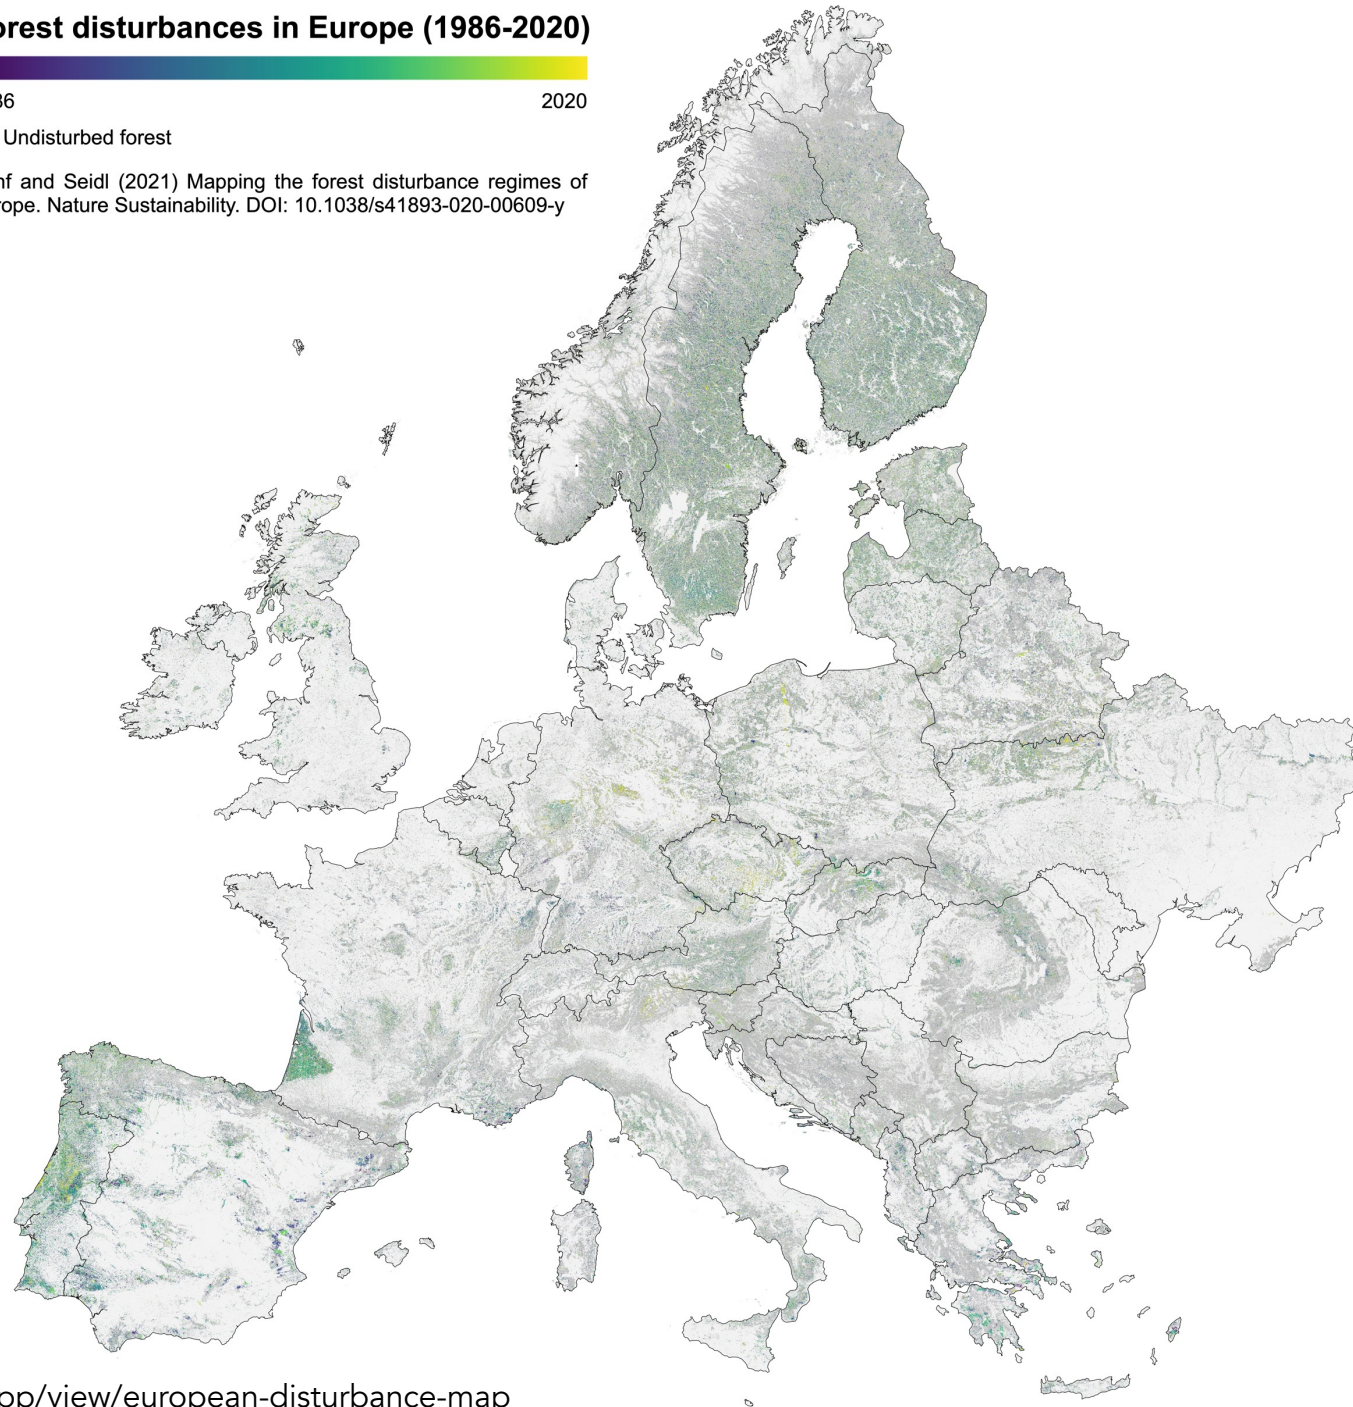 orest disturbances in Europe (1986-2020)
86 2020
Undisturbed forest
nf and Seidl (2021) Mapping the forest disturbance regimes of
rope. Nature Sustainability. DOI: 10.1038/s41893-020-00609-y
pp/view/european-disturbance-map